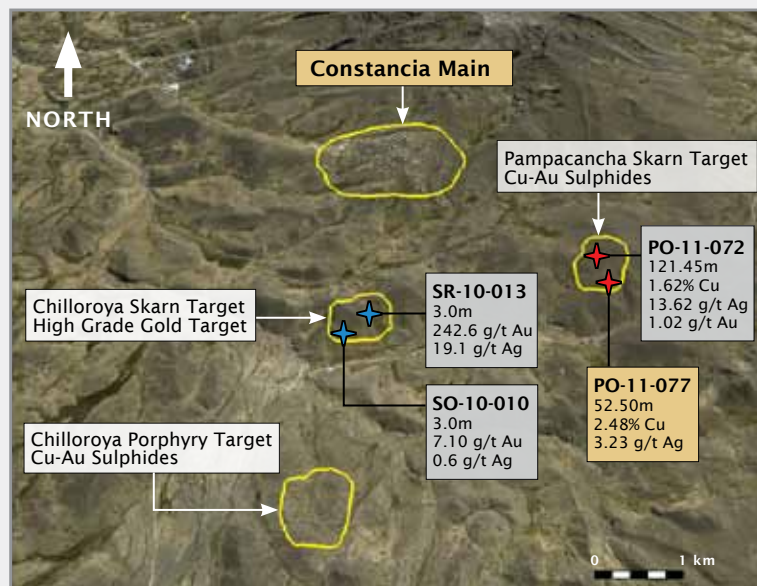 NORTH
Constancia Main
Pampacancha Skarn Target
Cu-Au Sulphides
PO-11-072
121.45m
1.62% Cu
13.62 g/t Ag
1.02 g/t Au
Chilloroya Skarn Target
High Grade Gold Target
SR-10-013
3.0m
242.6 g/t Au
19.1 g/t Ag
PO-11-077
52.50m
2.48% Cu
3.23 g/t Ag
SO-10-010
3.0m
7.10 g/t Au
0.6 g/t Ag
Chilloroya Porphyry Target
Cu-Au Sulphides
0 1 km